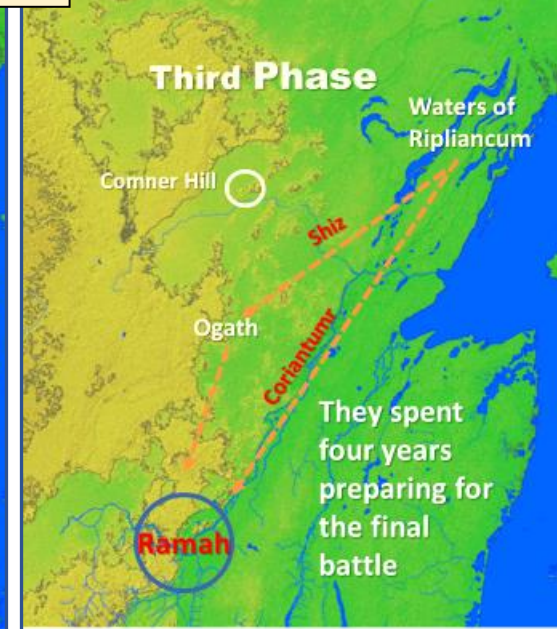 Third Phase
Waters of
Ripliancum
Comner Hill
Shiz
Ogath
Coriantumr
They spent
four years
preparing for
the final
battle
Ramah